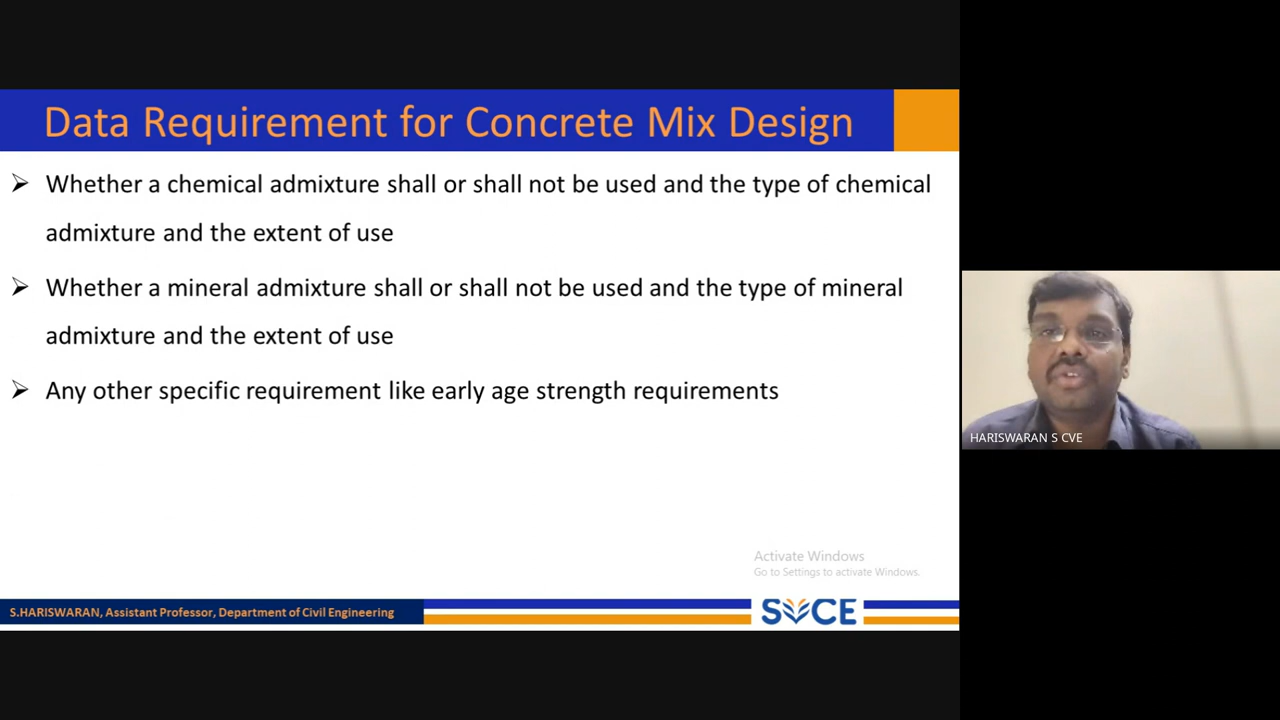 Data Requirement for Concrete Mix Design
➢ Whether a chemical admixture shall or shall not be used and the type of chemical
admixture and the extent of use
➢ Whether a mineral admixture shall or shall not be used and the type of mineral
admixture and the extent of use
➢ Any other specific requirement like early age strength requirements
HARISWARAN S CVE
Activate Windows
Go to Settings to activate Windows.
S.HARISWARAN, Assistant Professor, Department of Civil Engineering
SVCE